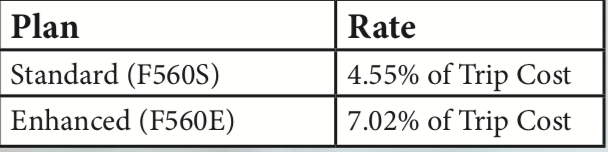 Plan Rate
Standard (F560S) 4.55% of Trip Cost
Enhanced (F560E) 7.02% of Trip Cost